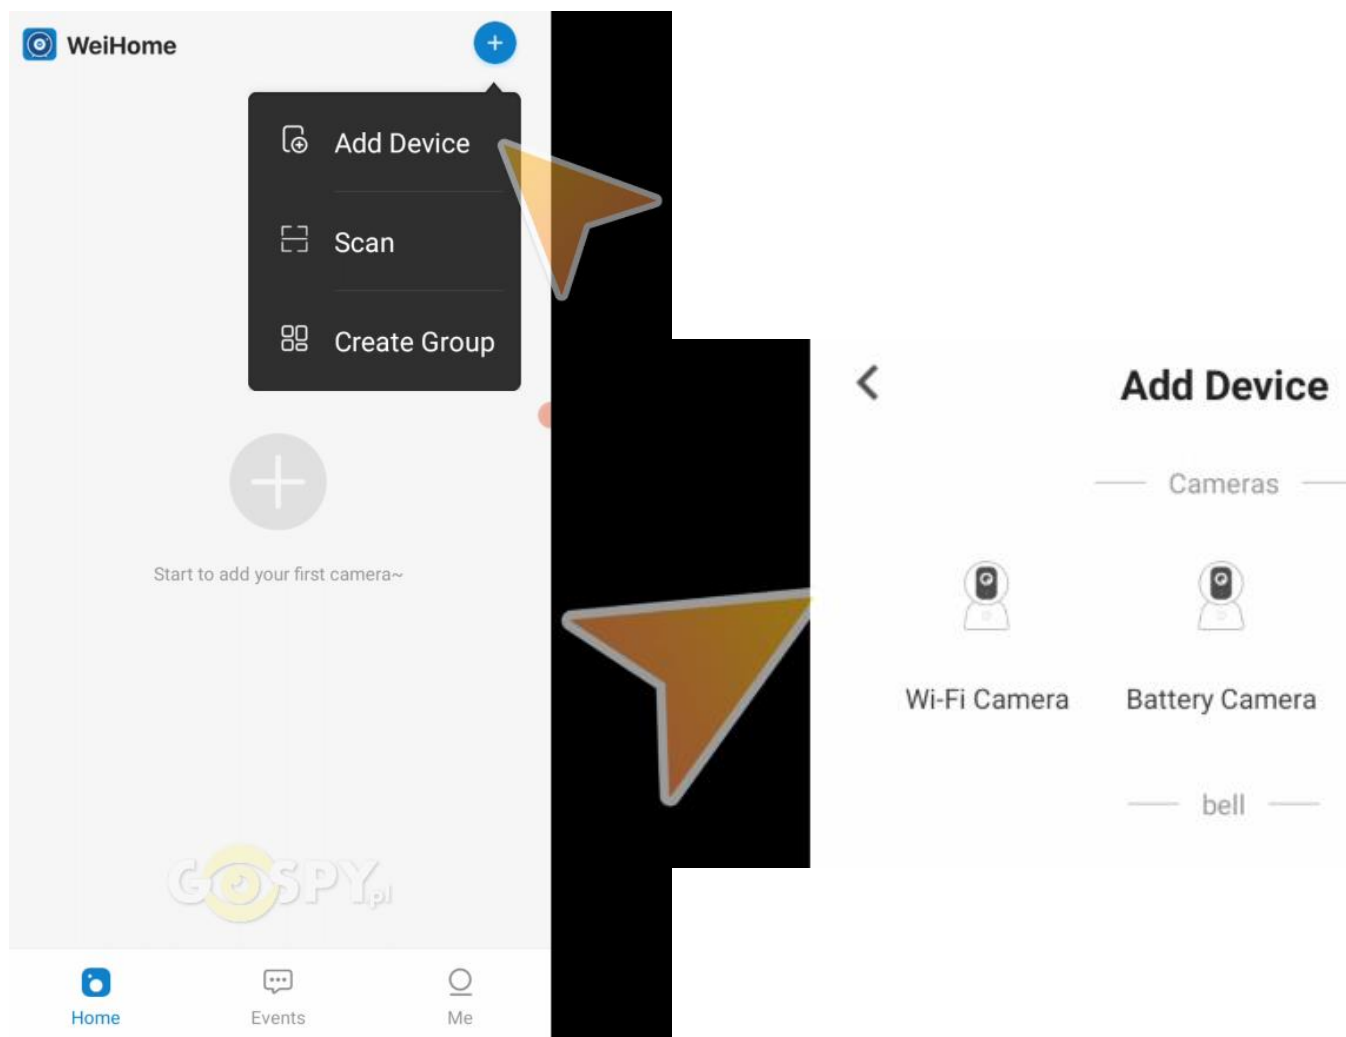 WeiHome
Add Device
Scan
Create Group
Start to add your first camera~
GOSPY.pl
Home
Events
Me
Add Device
Cameras
Wi-Fi Camera
Battery Camera
bell